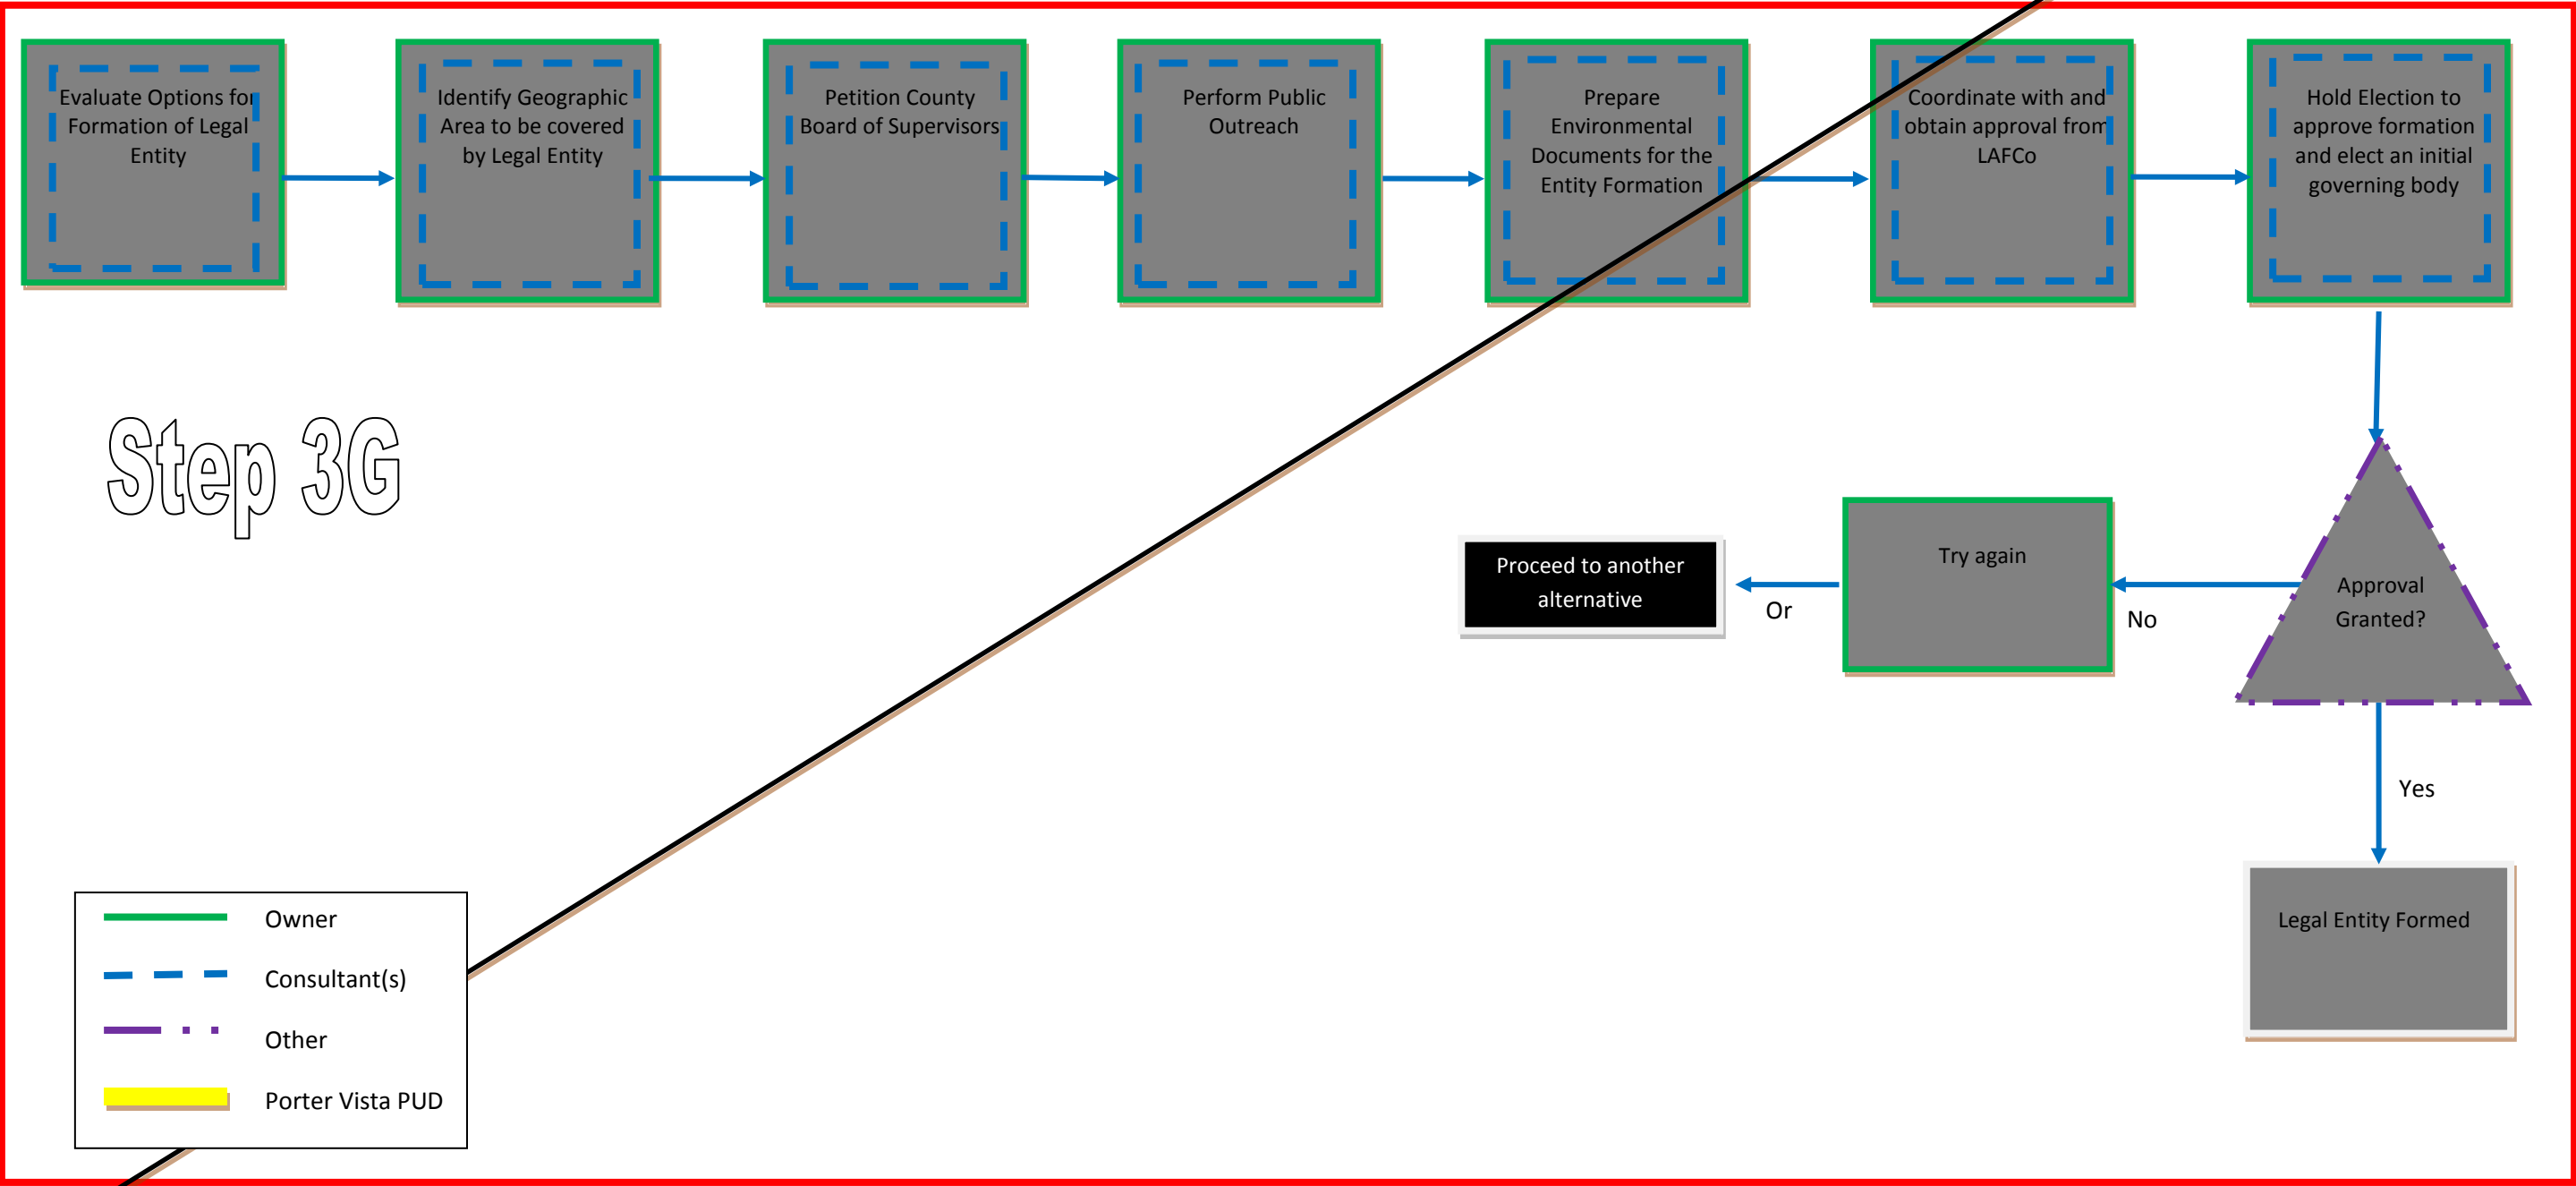 Evaluate Options for
Formation of Legal
Entity
Identify Geographic
Area to be covered
by Legal Entity
Petition County
Board of Supervisors
Perform Public
Outreach
Prepare
Environmental
Documents for the
Entity Formation
Coordinate with and
obtain approval from
LAFCo
Hold Election to
approve formation
and elect an initial
governing body
Step 3G
Approval
Granted?
No
Try again
Or
Proceed to another
alternative
Yes
Legal Entity Formed
Owner
Consultant(s)
Other
Porter Vista PUD